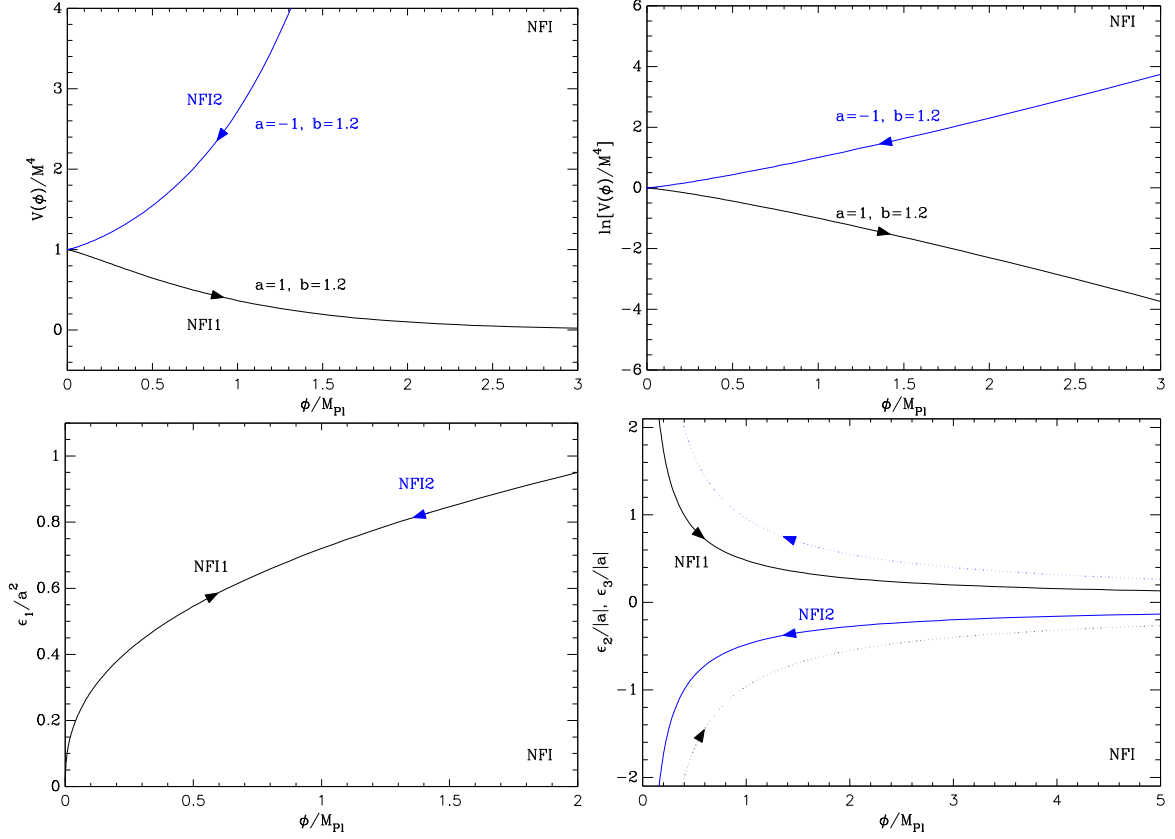 NFI
NFI2
a=−1, b=1.2
a=1, b=1.2
NFI1
V(ϕ)/M⁴
0 1 2 3 4
0 0.5 1 1.5 2 2.5 3
ϕ/M_Pl
NFI
a=−1, b=1.2
a=1, b=1.2
ln[V(ϕ)/M⁴]
−6 −4 −2 0 2 4 6
0 0.5 1 1.5 2 2.5 3
ϕ/M_Pl
NFI2
NFI1
NFI
ϵ₁/a²
0 0.2 0.4 0.6 0.8 1
0 0.5 1 1.5 2
ϕ/M_Pl
NFI1
NFI2
NFI
ϵ₂/|a|, ϵ₃/|a|
−2 −1 0 1 2
0 1 2 3 4 5
ϕ/M_Pl